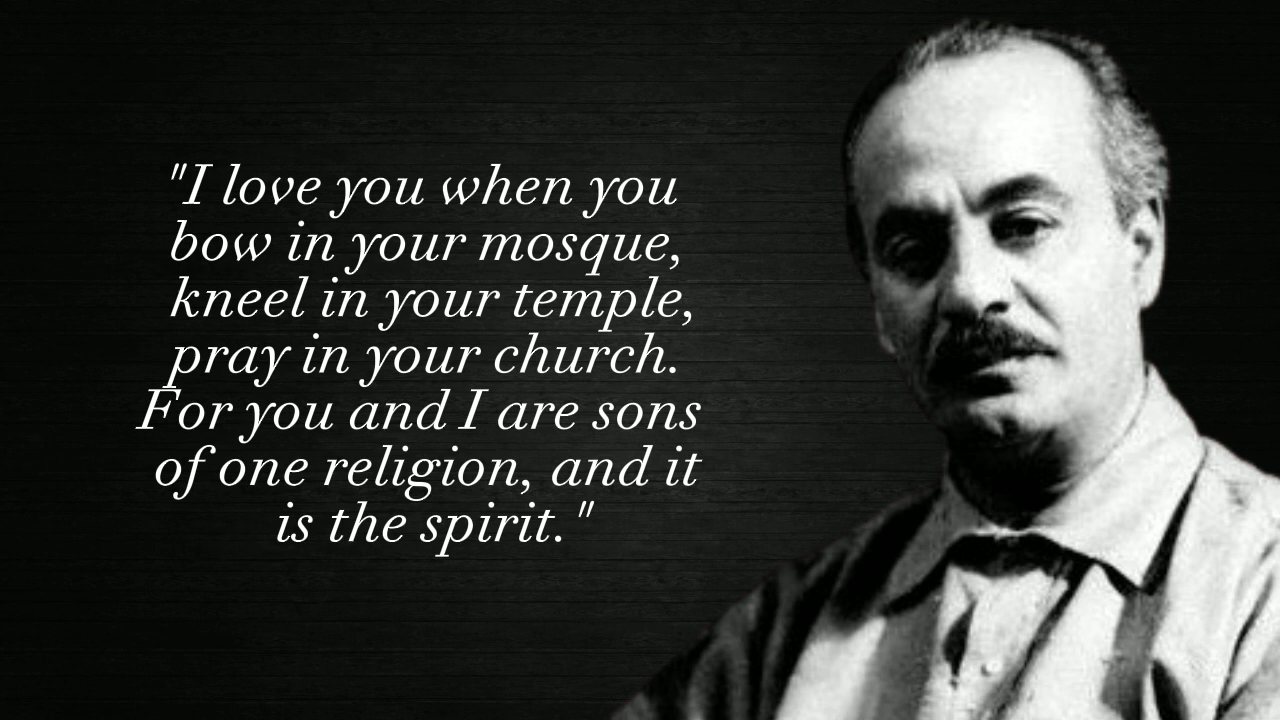 "I love you when you
bow in your mosque,
kneel in your temple,
pray in your church.
For you and I are sons
of one religion, and it
is the spirit."